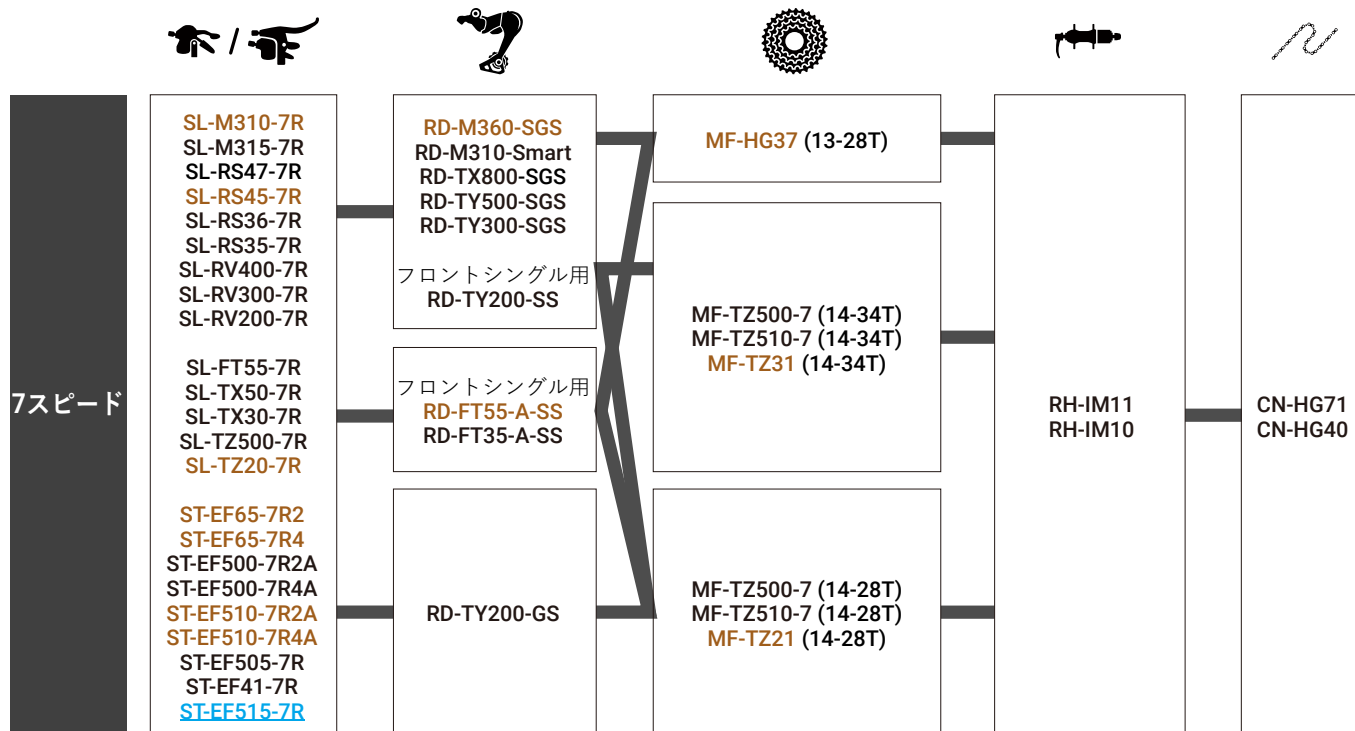 7スピード
SL-M310-7R
SL-M315-7R
SL-RS47-7R
SL-RS45-7R
SL-RS36-7R
SL-RS35-7R
SL-RV400-7R
SL-RV300-7R
SL-RV200-7R
SL-FT55-7R
SL-TX50-7R
SL-TX30-7R
SL-TZ500-7R
SL-TZ20-7R
ST-EF65-7R2
ST-EF65-7R4
ST-EF500-7R2A
ST-EF500-7R4A
ST-EF510-7R2A
ST-EF510-7R4A
ST-EF505-7R
ST-EF41-7R
ST-EF515-7R
RD-M360-SGS
RD-M310-Smart
RD-TX800-SGS
RD-TY500-SGS
RD-TY300-SGS
フロントシングル用
RD-TY200-SS
フロントシングル用
RD-FT55-A-SS
RD-FT35-A-SS
RD-TY200-GS
MF-HG37 (13-28T)
MF-TZ500-7 (14-34T)
MF-TZ510-7 (14-34T)
MF-TZ31 (14-34T)
MF-TZ500-7 (14-28T)
MF-TZ510-7 (14-28T)
MF-TZ21 (14-28T)
RH-IM11
RH-IM10
CN-HG71
CN-HG40